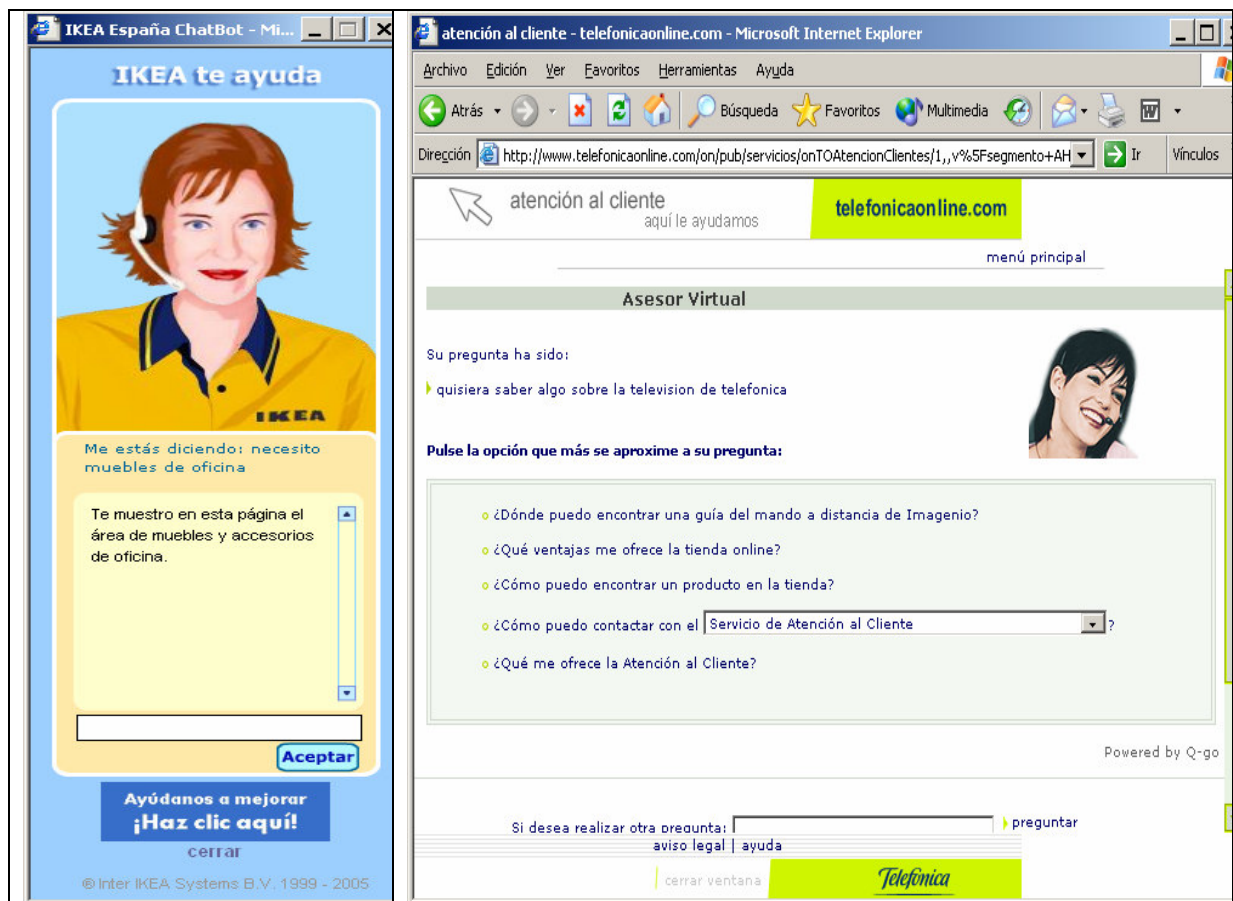 IKEA España ChatBot - Mi...
IKEA te ayuda
IKEA
Me estás diciendo: necesito
muebles de oficina
Te muestro en esta página el
área de muebles y accesorios
de oficina.
Aceptar
Ayúdanos a mejorar
¡Haz clic aquí!
cerrar
© Inter IKEA Systems B.V. 1999 - 2005
atención al cliente - telefonicaonline.com - Microsoft Internet Explorer
Archivo Edición Ver Favoritos Herramientas Ayuda
Atrás Búsqueda Favoritos Multimedia
Dirección http://www.telefonicaonline.com/on/pub/servicios/onTOAtencionClientes/1,,v%5Fsegmento+AH Ir Vínculos
atención al cliente
aquí le ayudamos
telefonicaonline.com
menú principal
Asesor Virtual
Su pregunta ha sido:
quisiera saber algo sobre la television de telefonica
Pulse la opción que más se aproxime a su pregunta:
¿Dónde puedo encontrar una guía del mando a distancia de Imagenio?
¿Qué ventajas me ofrece la tienda online?
¿Cómo puedo encontrar un producto en la tienda?
¿Cómo puedo contactar con el Servicio de Atención al Cliente ?
¿Qué me ofrece la Atención al Cliente?
Powered by Q-go
Si desea realizar otra pregunta: preguntar
aviso legal | ayuda
cerrar ventana
Telefónica